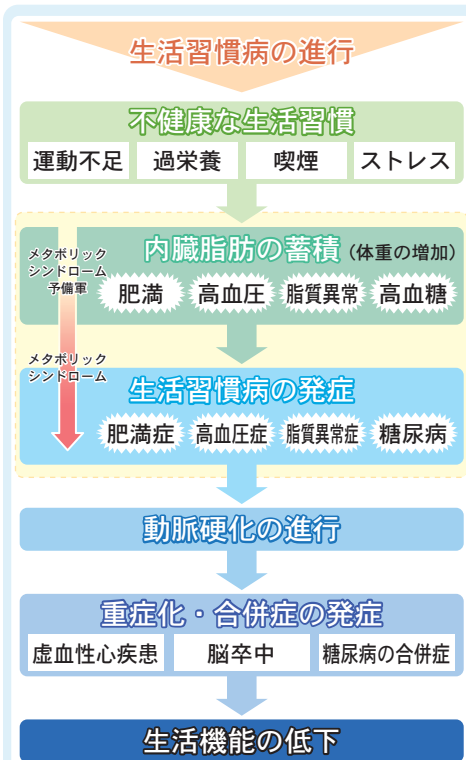 生活習慣病の進行
不健康な生活習慣
運動不足 過栄養 喫煙 ストレス
内臓脂肪の蓄積(体重の増加)
メタボリック
シンドローム
予備軍
肥満 高血圧 脂質異常 高血糖
メタボリック
シンドローム
生活習慣病の発症
肥満症 高血圧症 脂質異常症 糖尿病
動脈硬化の進行
重症化・合併症の発症
虚血性心疾患 脳卒中 糖尿病の合併症
生活機能の低下